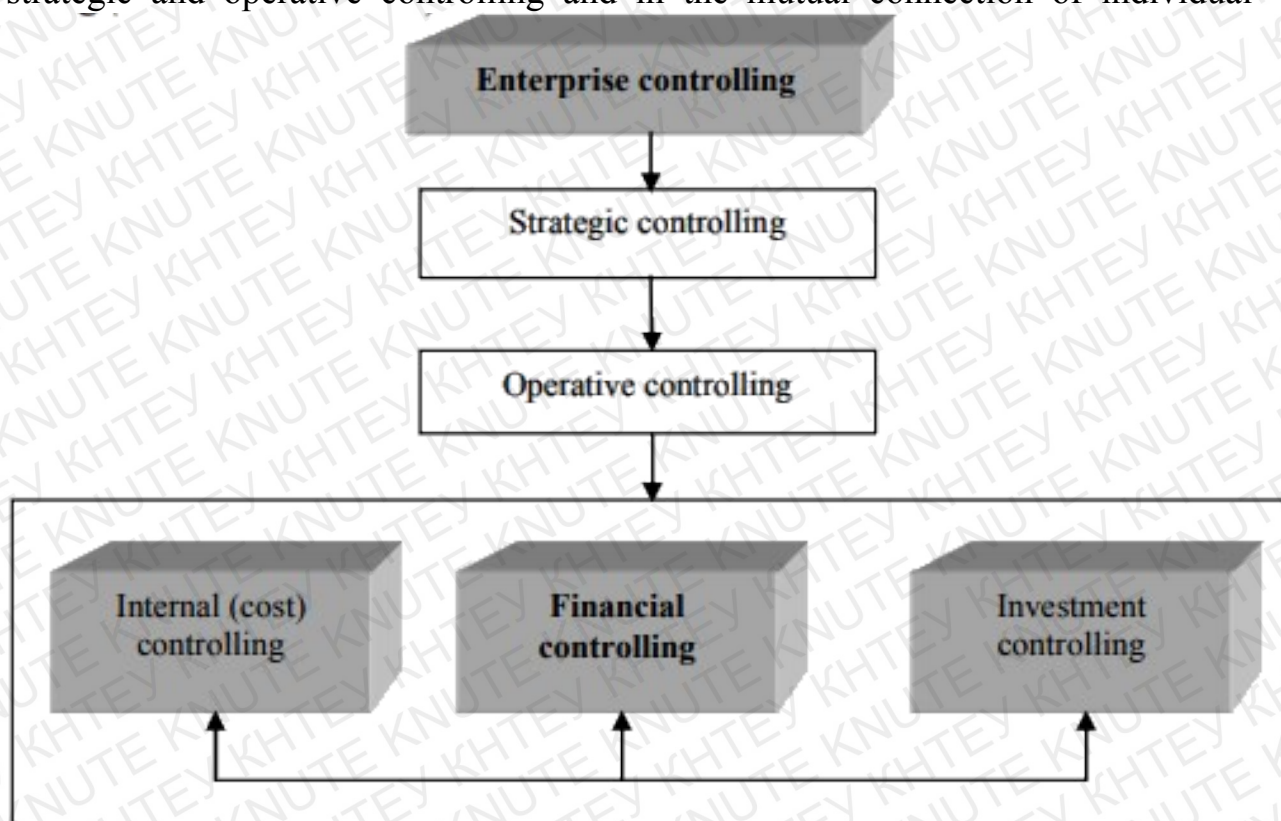 strategic and operative controlling and in the mutual connection of individual
Enterprise controlling
Strategic controlling
Operative controlling
Internal (cost)
controlling
Financial
controlling
Investment
controlling